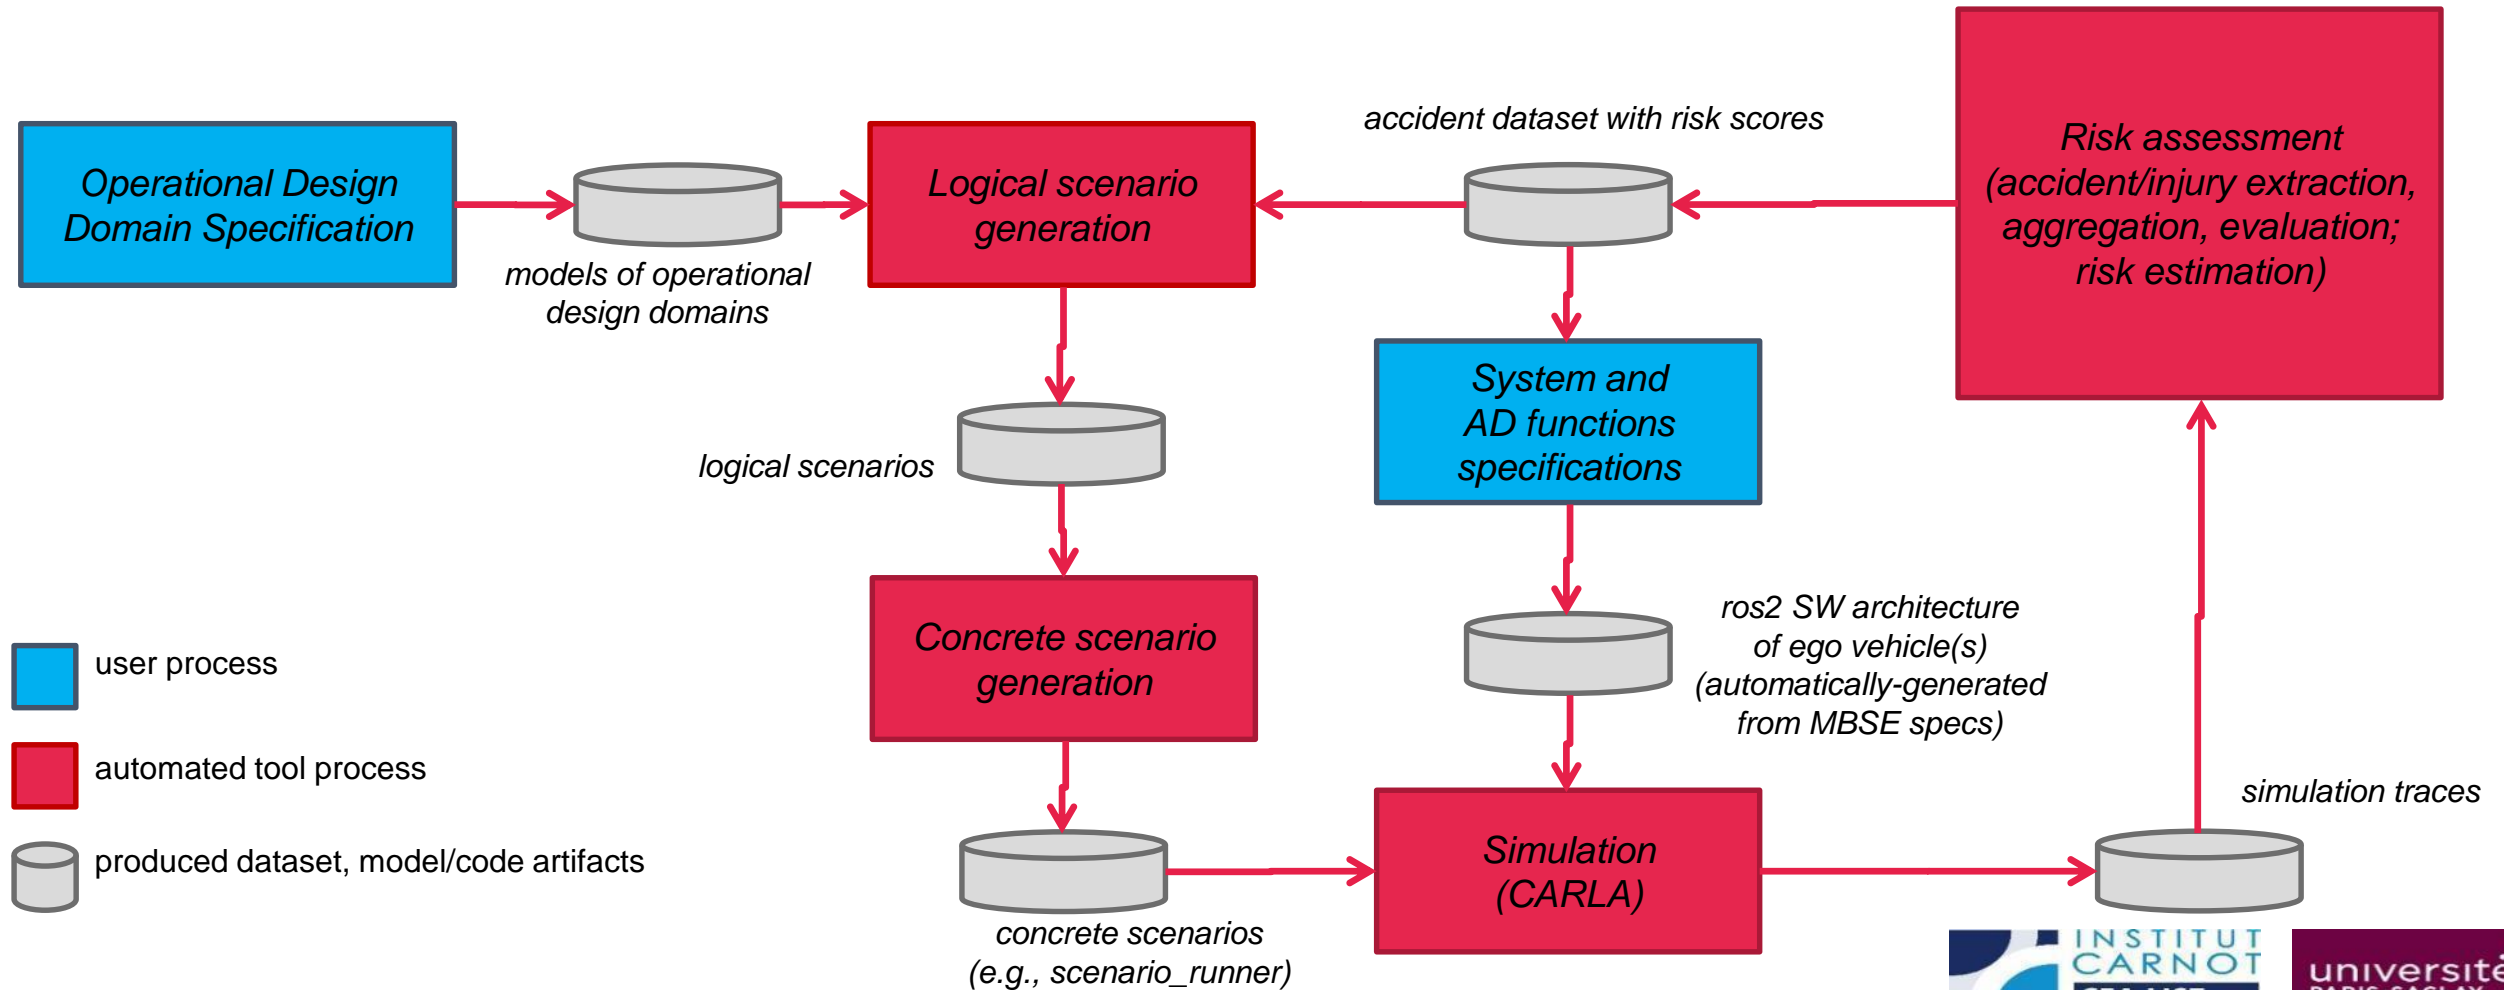 Operational Design
Domain Specification
models of operational
design domains
Logical scenario
generation
accident dataset with risk scores
Risk assessment
(accident/injury extraction,
aggregation, evaluation;
risk estimation)
System and
AD functions
specifications
logical scenarios
Concrete scenario
generation
ros2 SW architecture
of ego vehicle(s)
(automatically-generated
from MBSE specs)
user process
automated tool process
produced dataset, model/code artifacts
simulation traces
Simulation
(CARLA)
concrete scenarios
(e.g., scenario_runner)
INSTITUT
CARNOT
université